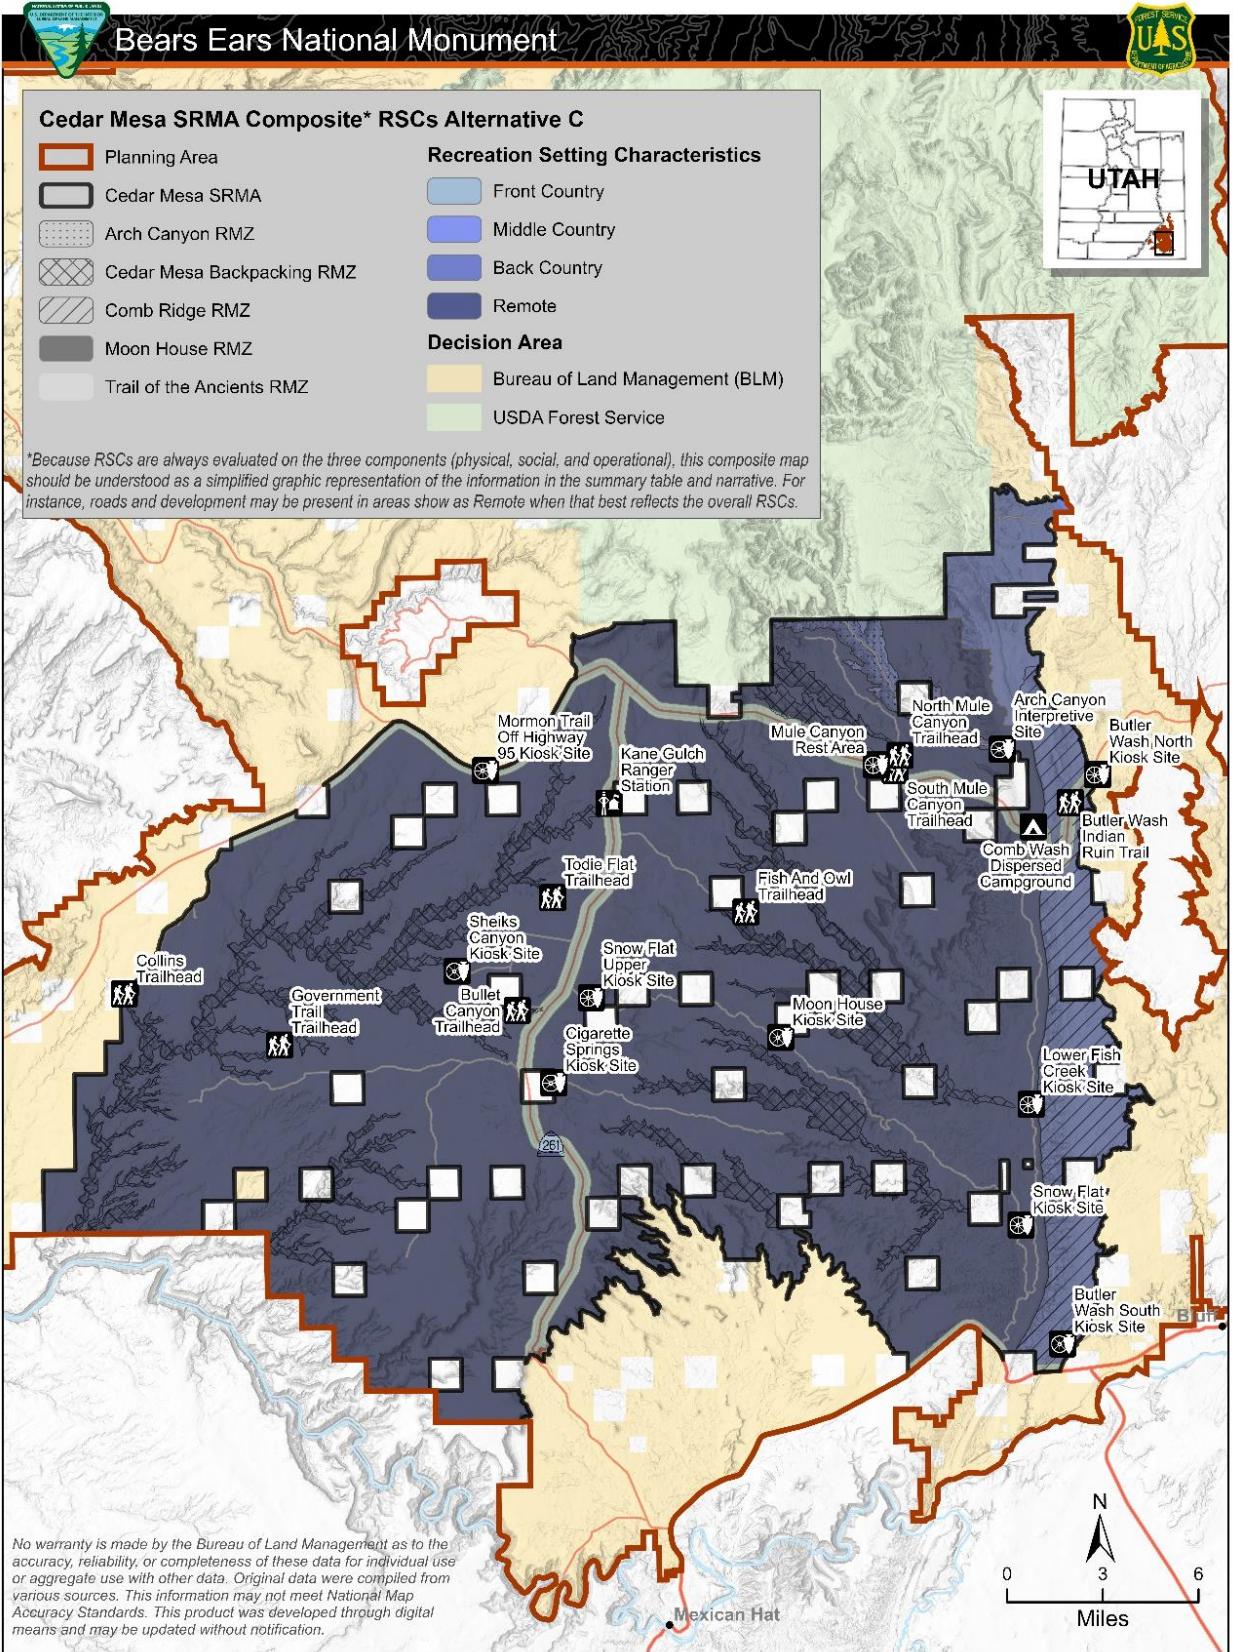 Bears Ears National Monument
FOREST SERVICE
US
DEPARTMENT OF AGRICULTURE
Cedar Mesa SRMA Composite* RSCs Alternative C
Planning Area
Cedar Mesa SRMA
Arch Canyon RMZ
Cedar Mesa Backpacking RMZ
Comb Ridge RMZ
Moon House RMZ
Trail of the Ancients RMZ
Recreation Setting Characteristics
Front Country
Middle Country
Back Country
Remote
Decision Area
Bureau of Land Management (BLM)
USDA Forest Service
*Because RSCs are always evaluated on the three components (physical, social, and operational), this composite map
should be understood as a simplified graphic representation of the information in the summary table and narrative. For
instance, roads and development may be present in areas show as Remote when that best reflects the overall RSCs.
UTAH
Mormon Trail
Off Highway
95 Kiosk Site
Kane Gulch
Ranger
Station
Mule Canyon
Rest Area
North Mule
Canyon
Trailhead
Arch Canyon
Interpretive
Site
Butler
Wash North
Kiosk Site
South Mule
Canyon
Trailhead
Butler Wash
Indian
Ruin Trail
Comb Wash
Dispersed
Campground
Todie Flat
Trailhead
Fish And Owl
Trailhead
Sheiks
Canyon
Kiosk Site
Snow Flat
Upper
Kiosk Site
Collins
Trailhead
Government
Trail
Trailhead
Bullet
Canyon
Trailhead
Moon House
Kiosk Site
Cigarette
Springs
Kiosk Site
Lower Fish
Creek
Kiosk Site
261
Snow Flat
Kiosk Site
Butler
Wash South
Kiosk Site
Bluff
Mexican Hat
N
0 3 6
Miles
No warranty is made by the Bureau of Land Management as to the
accuracy, reliability, or completeness of these data for individual use
or aggregate use with other data. Original data were compiled from
various sources. This information may not meet National Map
Accuracy Standards. This product was developed through digital
means and may be updated without notification.